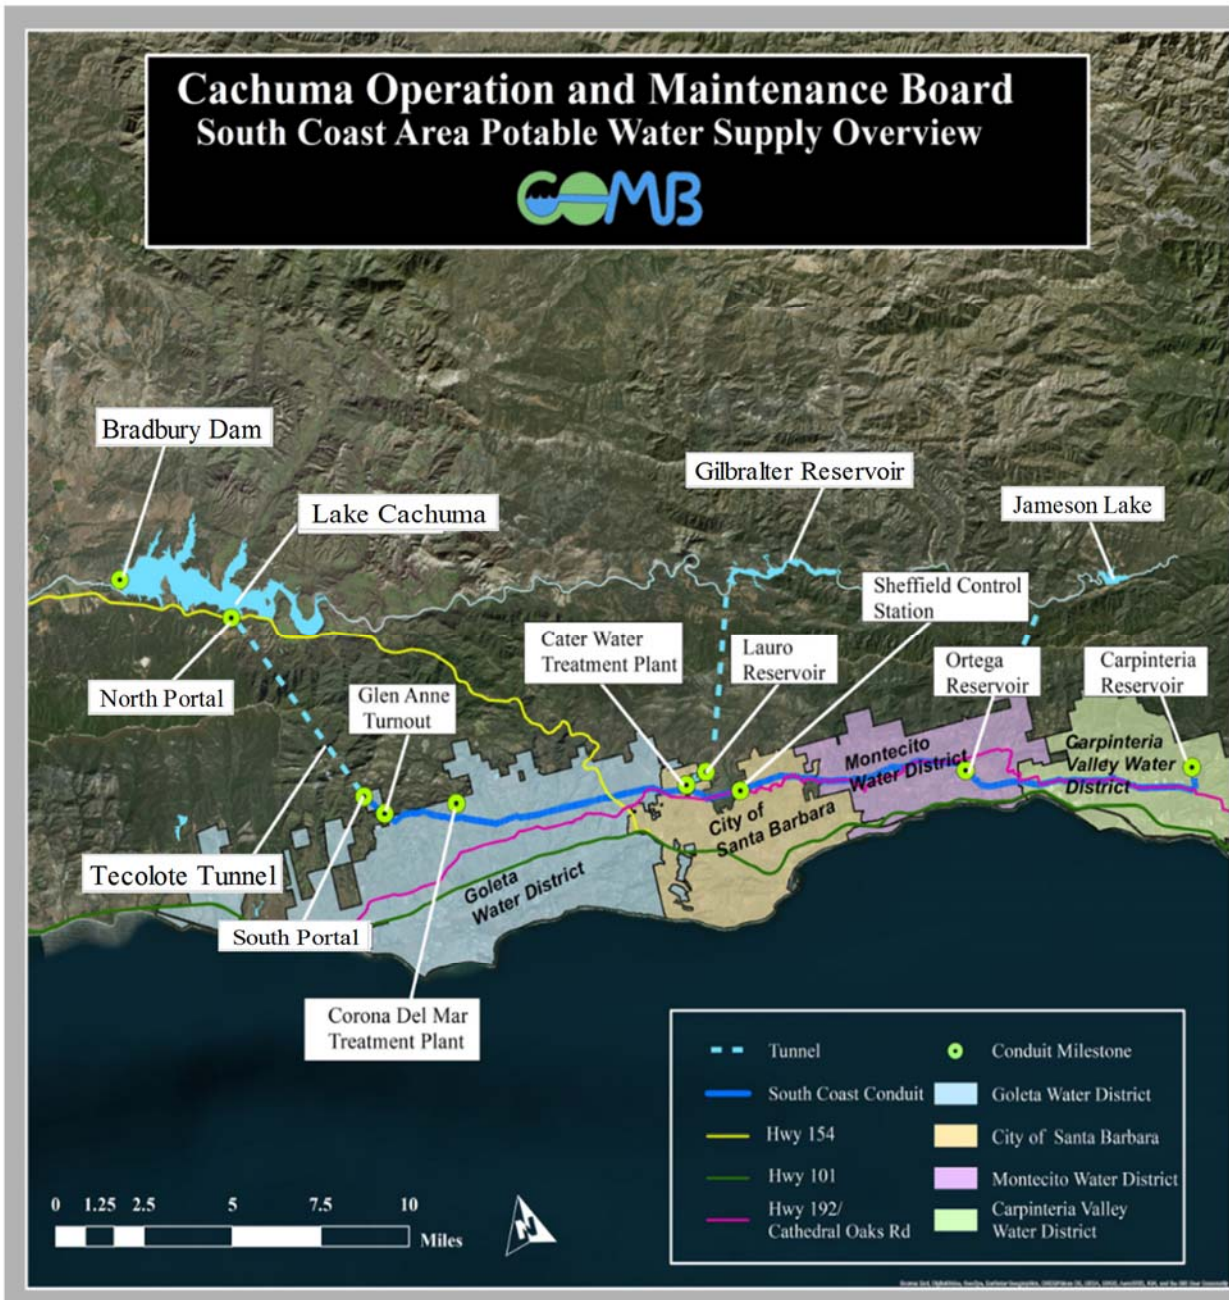 Cachuma Operation and Maintenance Board
South Coast Area Potable Water Supply Overview
COMB
Bradbury Dam
Gilbralter Reservoir
Lake Cachuma
Jameson Lake
Sheffield Control
Station
Cater Water
Treatment Plant
Lauro
Reservoir
Ortega
Reservoir
Carpinteria
Reservoir
North Portal
Glen Anne
Turnout
Montecito
Water District
Carpinteria
Valley Water
District
City of
Santa Barbara
Tecolote Tunnel
Goleta
Water District
South Portal
Corona Del Mar
Treatment Plant
Tunnel
Conduit Milestone
South Coast Conduit
Goleta Water District
Hwy 154
City of Santa Barbara
Hwy 101
Montecito Water District
Hwy 192/
Cathedral Oaks Rd
Carpinteria Valley
Water District
0 1.25 2.5 5 7.5 10
Miles
N